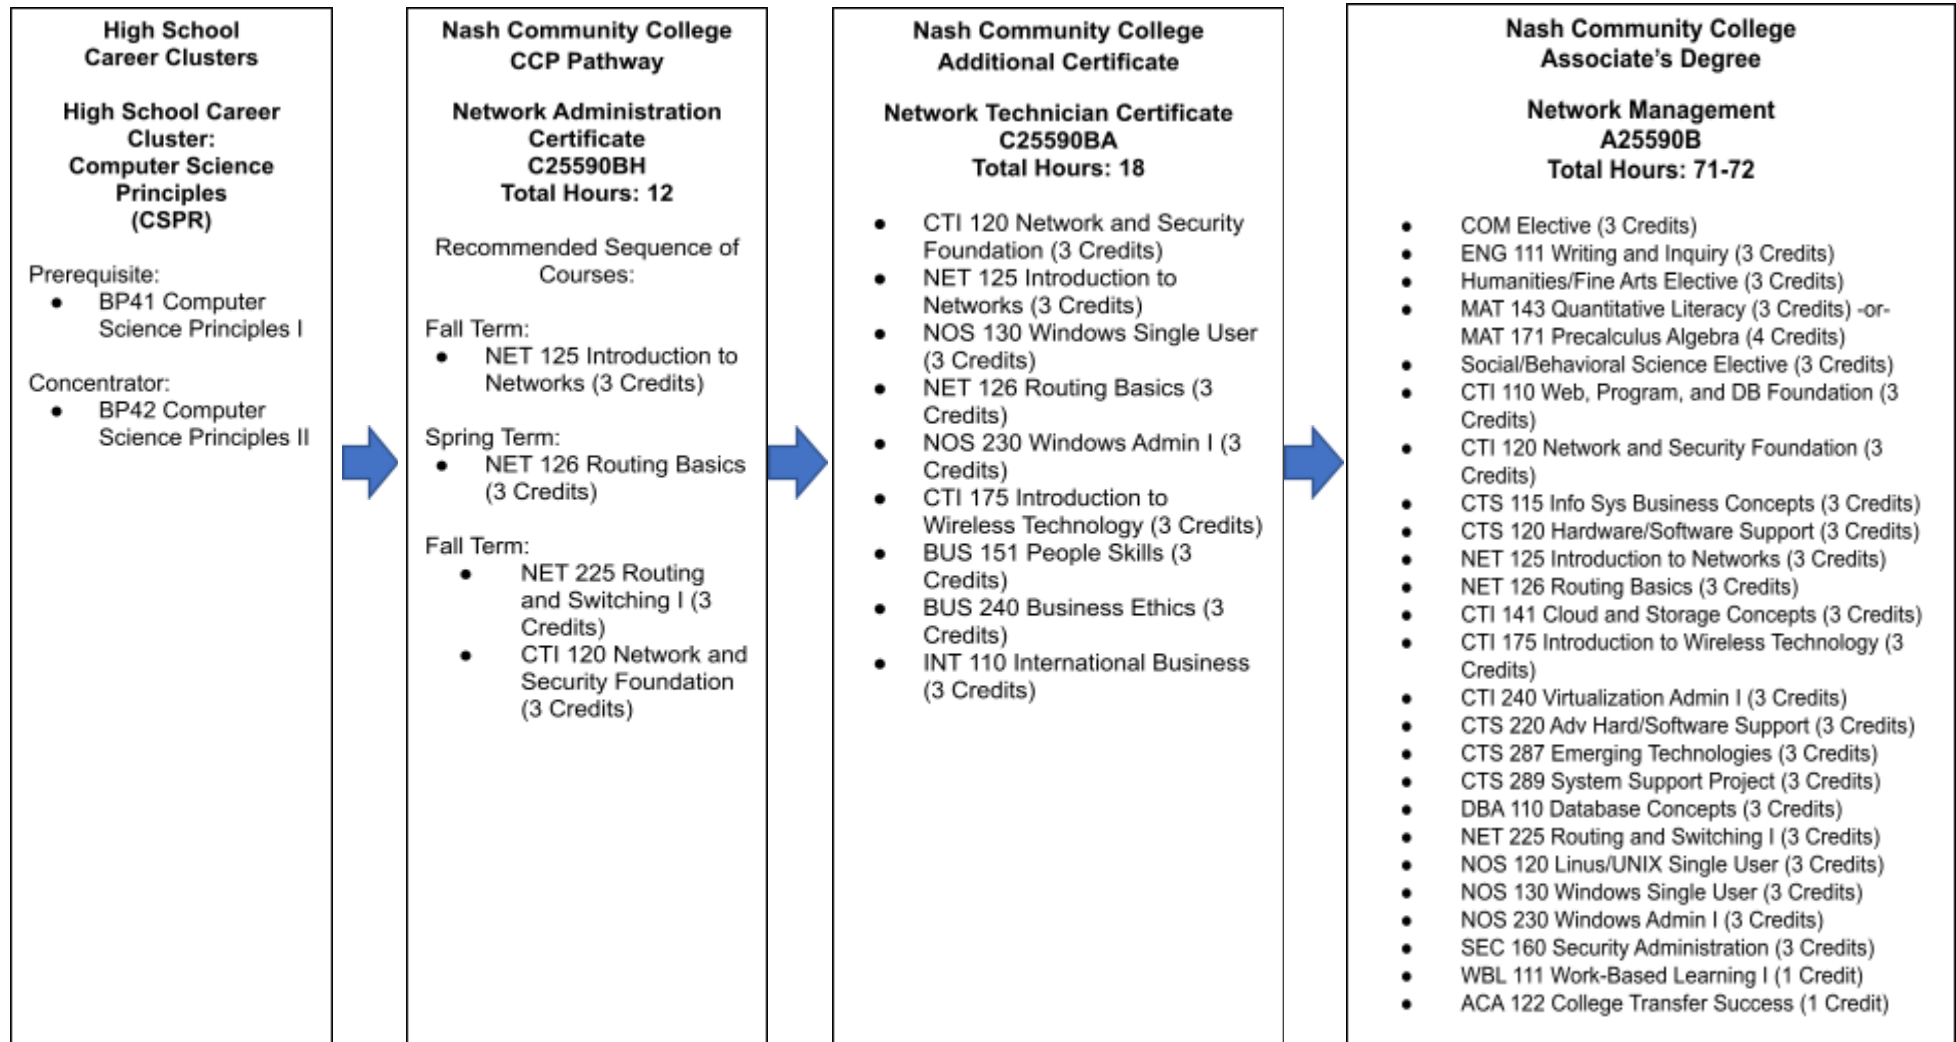 High School
Career Clusters
High School Career
Cluster:
Computer Science
Principles
(CSPR)
Prerequisite:
● BP41 Computer
Science Principles I
Concentrator:
● BP42 Computer
Science Principles II
Nash Community College
CCP Pathway
Network Administration
Certificate
C25590BH
Total Hours: 12
Recommended Sequence of
Courses:
Fall Term:
● NET 125 Introduction to
Networks (3 Credits)
Spring Term:
● NET 126 Routing Basics
(3 Credits)
Fall Term:
● NET 225 Routing
and Switching I (3
Credits)
● CTI 120 Network and
Security Foundation
(3 Credits)
Nash Community College
Additional Certificate
Network Technician Certificate
C25590BA
Total Hours: 18
● CTI 120 Network and Security
Foundation (3 Credits)
● NET 125 Introduction to
Networks (3 Credits)
● NOS 130 Windows Single User
(3 Credits)
● NET 126 Routing Basics (3
Credits)
● NOS 230 Windows Admin I (3
Credits)
● CTI 175 Introduction to
Wireless Technology (3 Credits)
● BUS 151 People Skills (3
Credits)
● BUS 240 Business Ethics (3
Credits)
● INT 110 International Business
(3 Credits)
Nash Community College
Associate's Degree
Network Management
A25590B
Total Hours: 71-72
● COM Elective (3 Credits)
● ENG 111 Writing and Inquiry (3 Credits)
● Humanities/Fine Arts Elective (3 Credits)
● MAT 143 Quantitative Literacy (3 Credits) -or-
MAT 171 Precalculus Algebra (4 Credits)
● Social/Behavioral Science Elective (3 Credits)
● CTI 110 Web, Program, and DB Foundation (3
Credits)
● CTI 120 Network and Security Foundation (3
Credits)
● CTS 115 Info Sys Business Concepts (3 Credits)
● CTS 120 Hardware/Software Support (3 Credits)
● NET 125 Introduction to Networks (3 Credits)
● NET 126 Routing Basics (3 Credits)
● CTI 141 Cloud and Storage Concepts (3 Credits)
● CTI 175 Introduction to Wireless Technology (3
Credits)
● CTI 240 Virtualization Admin I (3 Credits)
● CTS 220 Adv Hard/Software Support (3 Credits)
● CTS 287 Emerging Technologies (3 Credits)
● CTS 289 System Support Project (3 Credits)
● DBA 110 Database Concepts (3 Credits)
● NET 225 Routing and Switching I (3 Credits)
● NOS 120 Linus/UNIX Single User (3 Credits)
● NOS 130 Windows Single User (3 Credits)
● NOS 230 Windows Admin I (3 Credits)
● SEC 160 Security Administration (3 Credits)
● WBL 111 Work-Based Learning I (1 Credit)
● ACA 122 College Transfer Success (1 Credit)